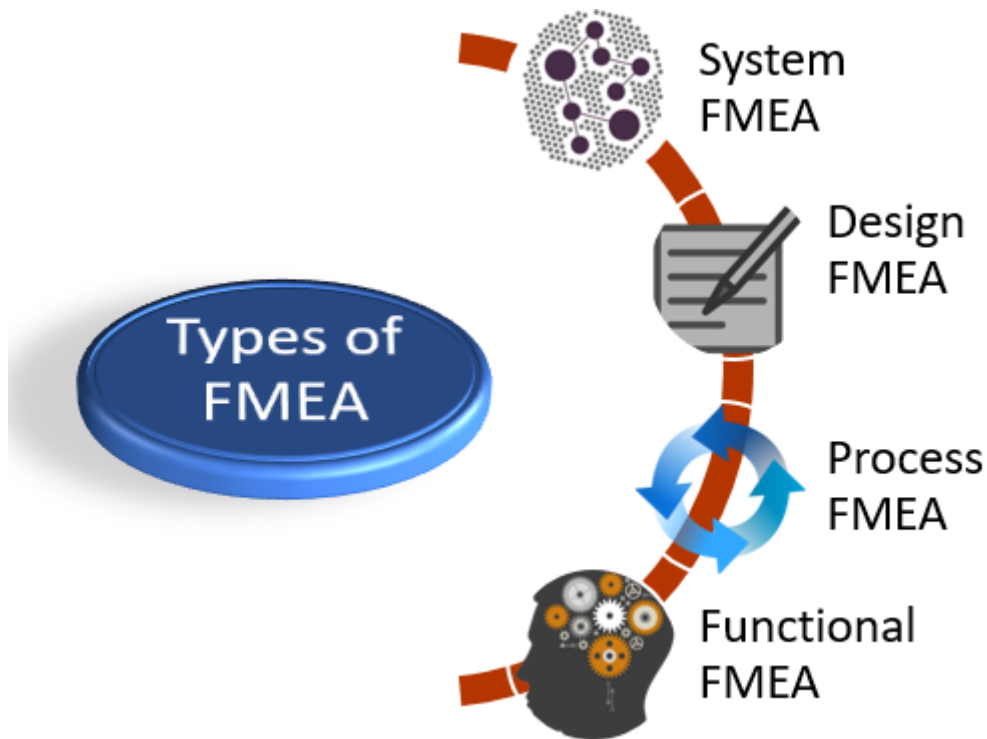 Types of
FMEA
System
FMEA
Design
FMEA
Process
FMEA
Functional
FMEA